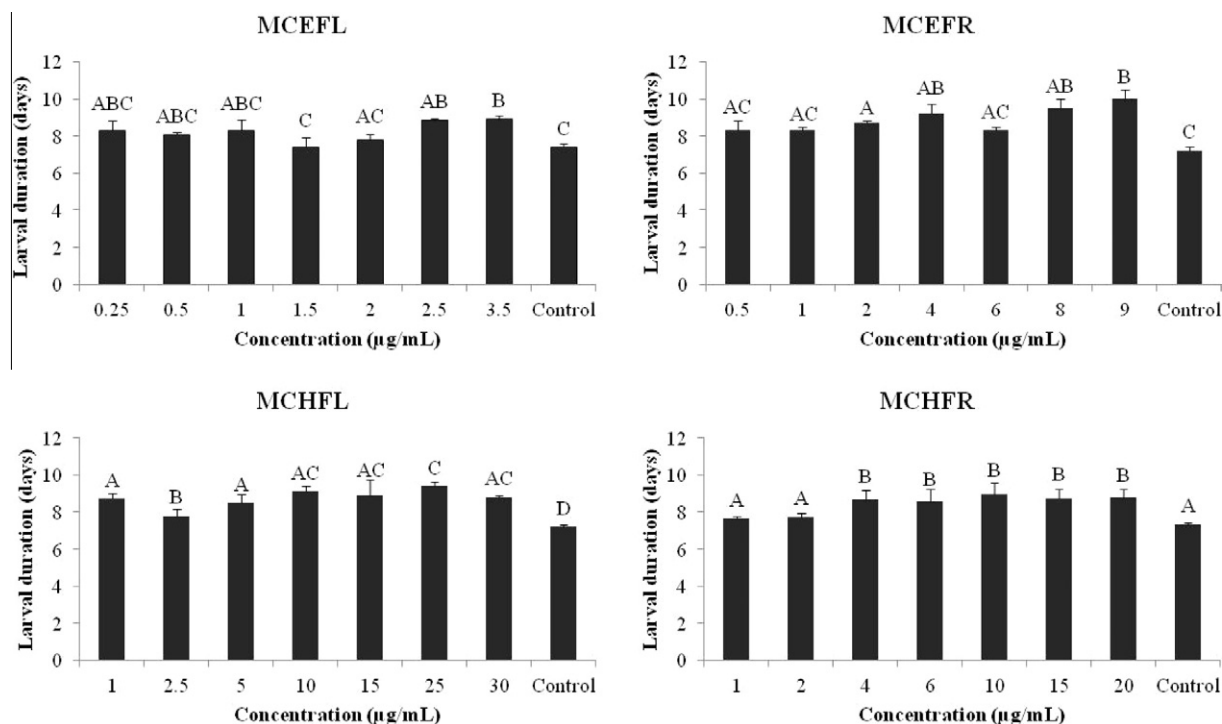 MCEFL
Larval duration (days)
12
10
8
6
4
2
0
ABC ABC ABC C AC AB B C
0.25 0.5 1 1.5 2 2.5 3.5 Control
Concentration (µg/mL)
MCEFR
Larval duration (days)
12
10
8
6
4
2
0
AC AC A AB AC AB B C
0.5 1 2 4 6 8 9 Control
Concentration (µg/mL)
MCHFL
Larval duration (days)
12
10
8
6
4
2
0
A B A AC AC C AC D
1 2.5 5 10 15 25 30 Control
Concentration (µg/mL)
MCHFR
Larval duration (days)
12
10
8
6
4
2
0
A A B B B B B A
1 2 4 6 10 15 20 Control
Concentration (µg/mL)